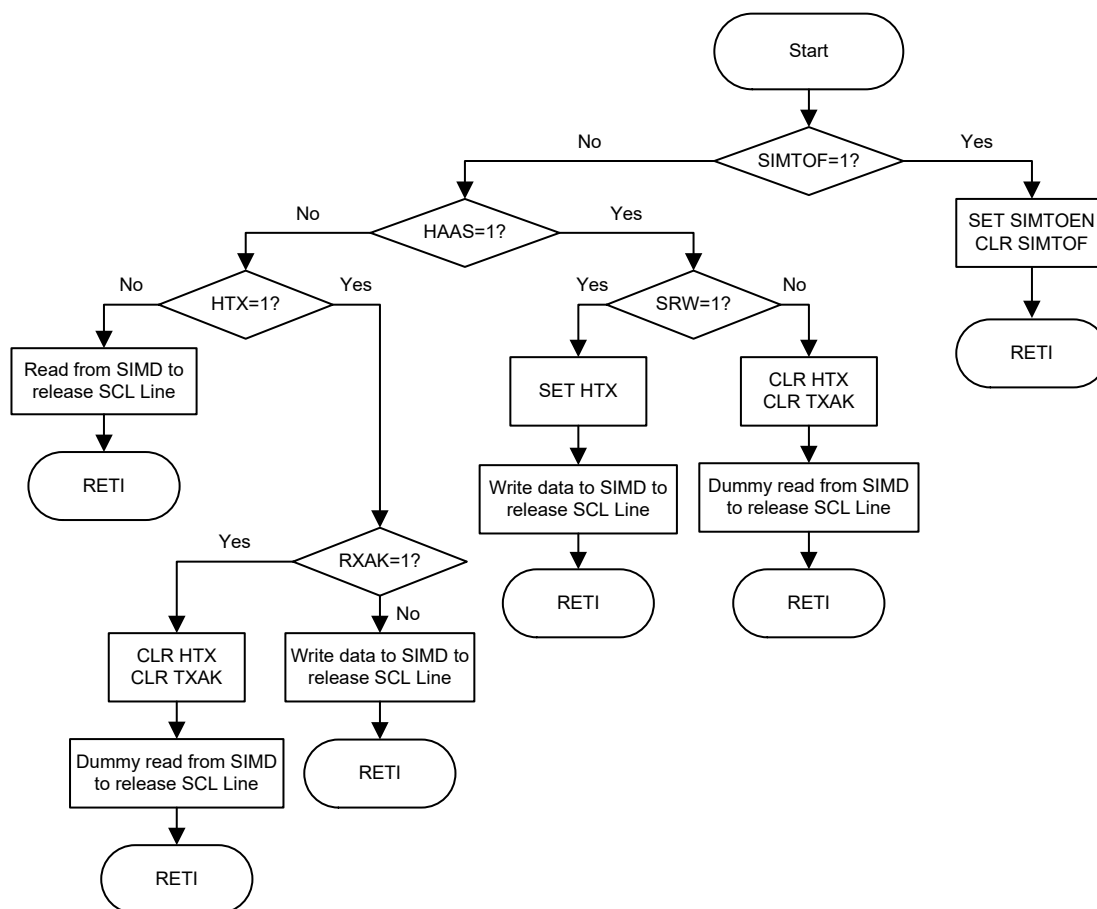 Start
No
Yes
SIMTOF=1?
No
Yes
HAAS=1?
SET SIMTOEN
CLR SIMTOF
No
Yes
HTX=1?
Yes
No
SRW=1?
RETI
Read from SIMD to
release SCL Line
SET HTX
CLR HTX
CLR TXAK
RETI
Write data to SIMD to
release SCL Line
Dummy read from SIMD
to release SCL Line
Yes
RXAK=1?
No
RETI
RETI
CLR HTX
CLR TXAK
Write data to SIMD to
release SCL Line
Dummy read from SIMD
to release SCL Line
RETI
RETI